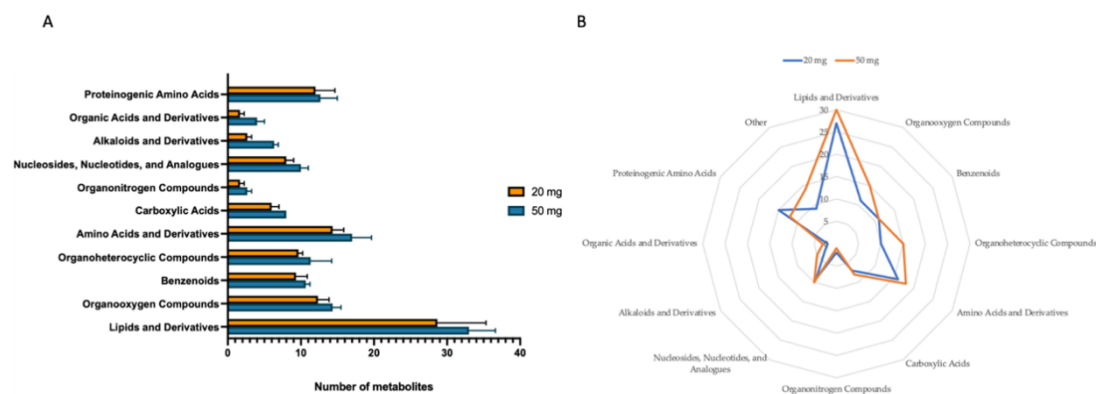 A
B
Proteinogenic Amino Acids
Organic Acids and Derivatives
Alkaloids and Derivatives
Nucleosides, Nucleotides, and Analogues
Organonitrogen Compounds
Carboxylic Acids
Amino Acids and Derivatives
Organoheterocyclic Compounds
Benzenoids
Organooxygen Compounds
Lipids and Derivatives
0 10 20 30 40
Number of metabolites
20 mg
50 mg
20 mg 50 mg
Lipids and Derivatives
Other
Organooxygen Compounds
Proteinogenic Amino Acids
Benzenoids
Organic Acids and Derivatives
Organoheterocyclic Compounds
Alkaloids and Derivatives
Amino Acids and Derivatives
Nucleosides, Nucleotides, and
Analogues
Carboxylic Acids
Organonitrogen Compounds
30
25
20
15
10
5